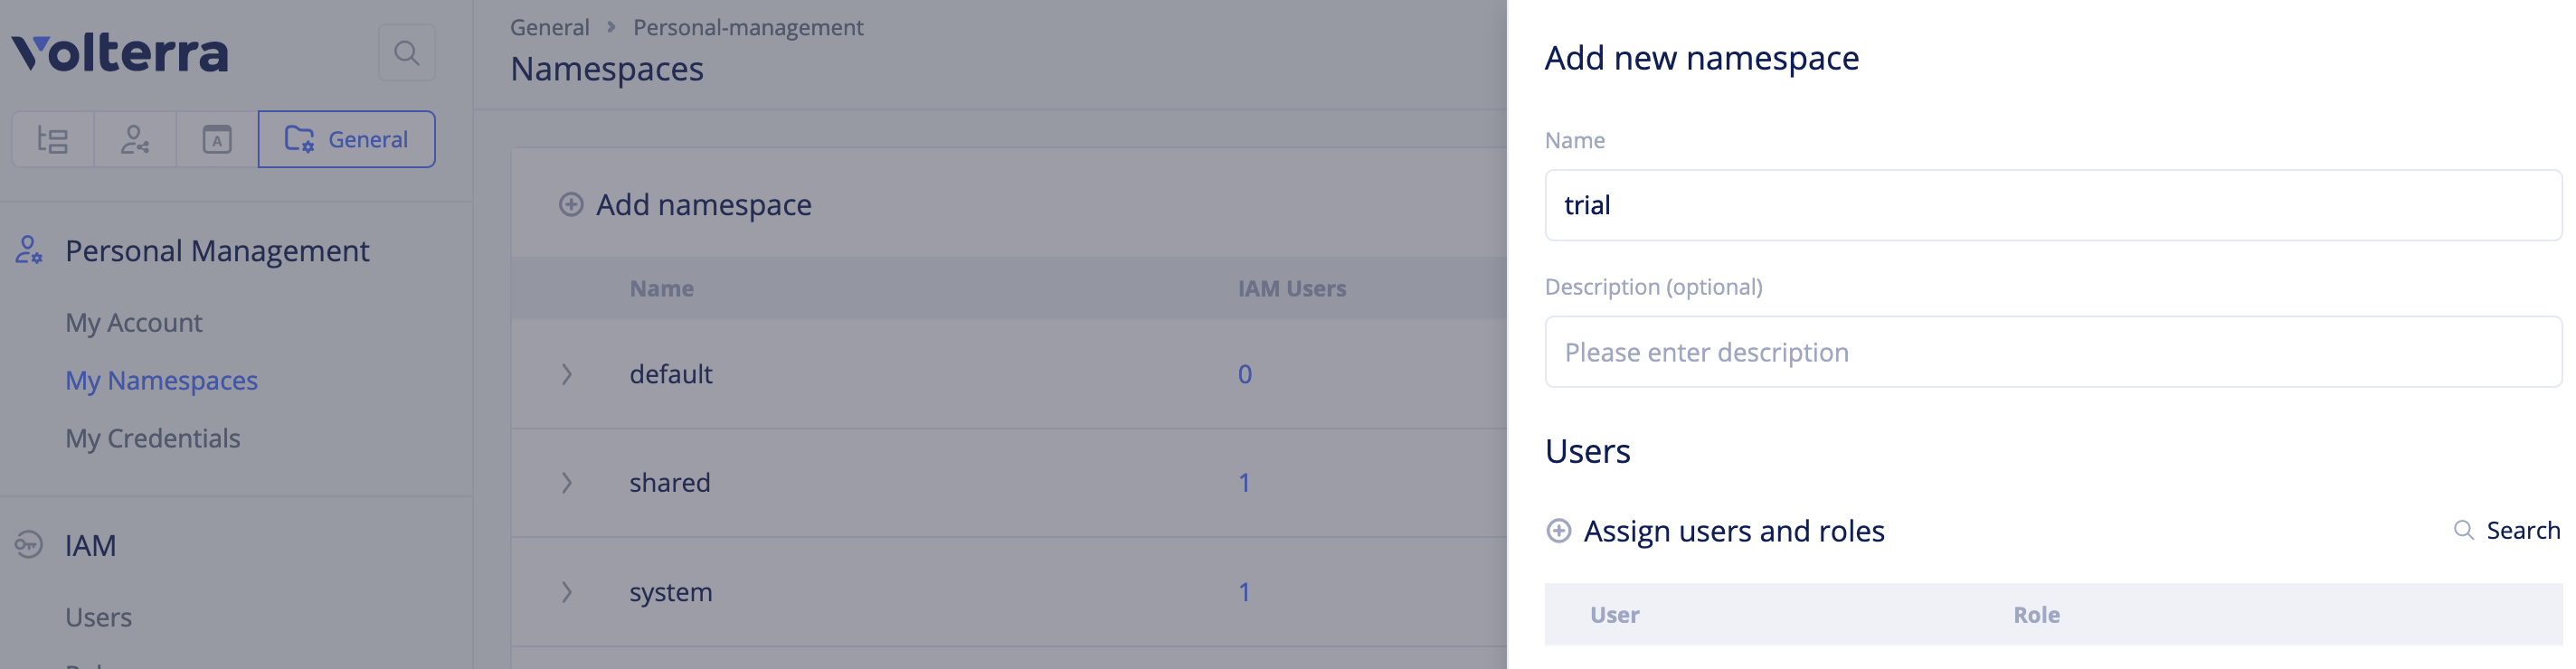 Volterra
General
Personal Management
My Account
My Namespaces
My Credentials
IAM
Users
General > Personal-management
Namespaces
Add namespace
Name IAM Users
default 0
shared 1
system 1
Add new namespace
Name
trial
Description (optional)
Please enter description
Users
Assign users and roles Search
User Role